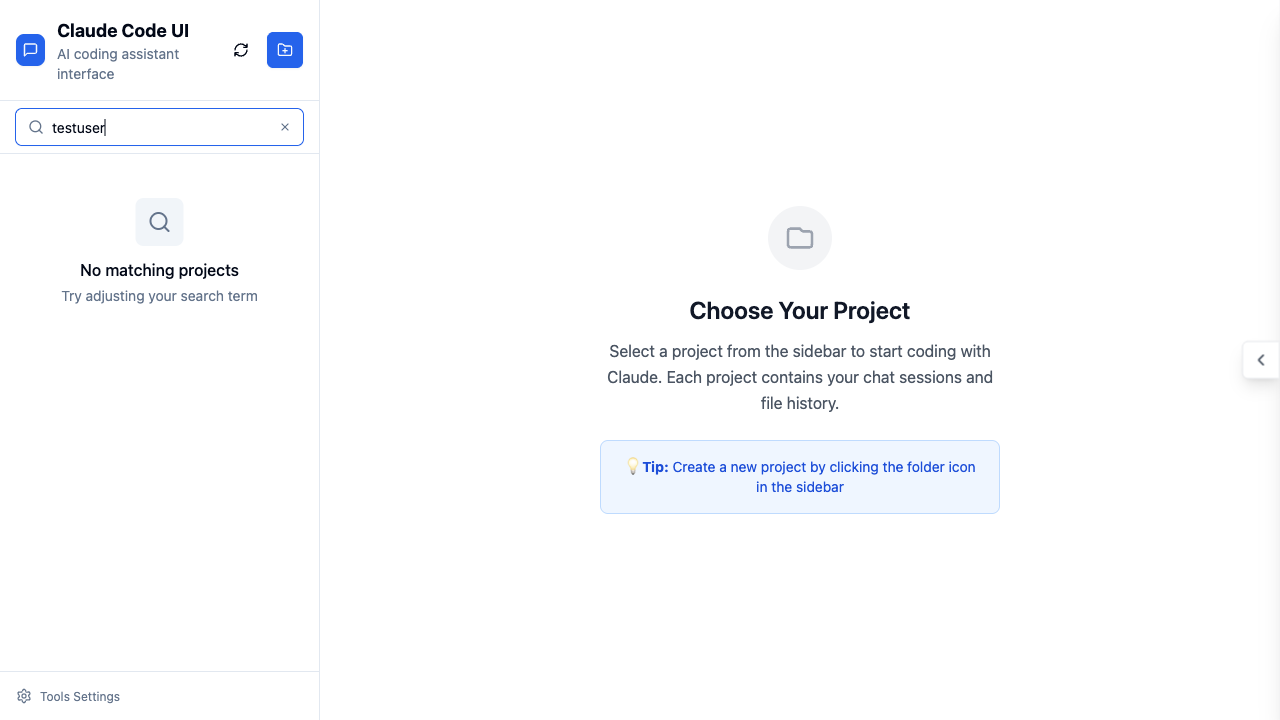 Claude Code UI
AI coding assistant
interface
testuser
No matching projects
Try adjusting your search term
Choose Your Project
Select a project from the sidebar to start coding with
Claude. Each project contains your chat sessions and
file history.
💡 Tip: Create a new project by clicking the folder icon
in the sidebar
Tools Settings